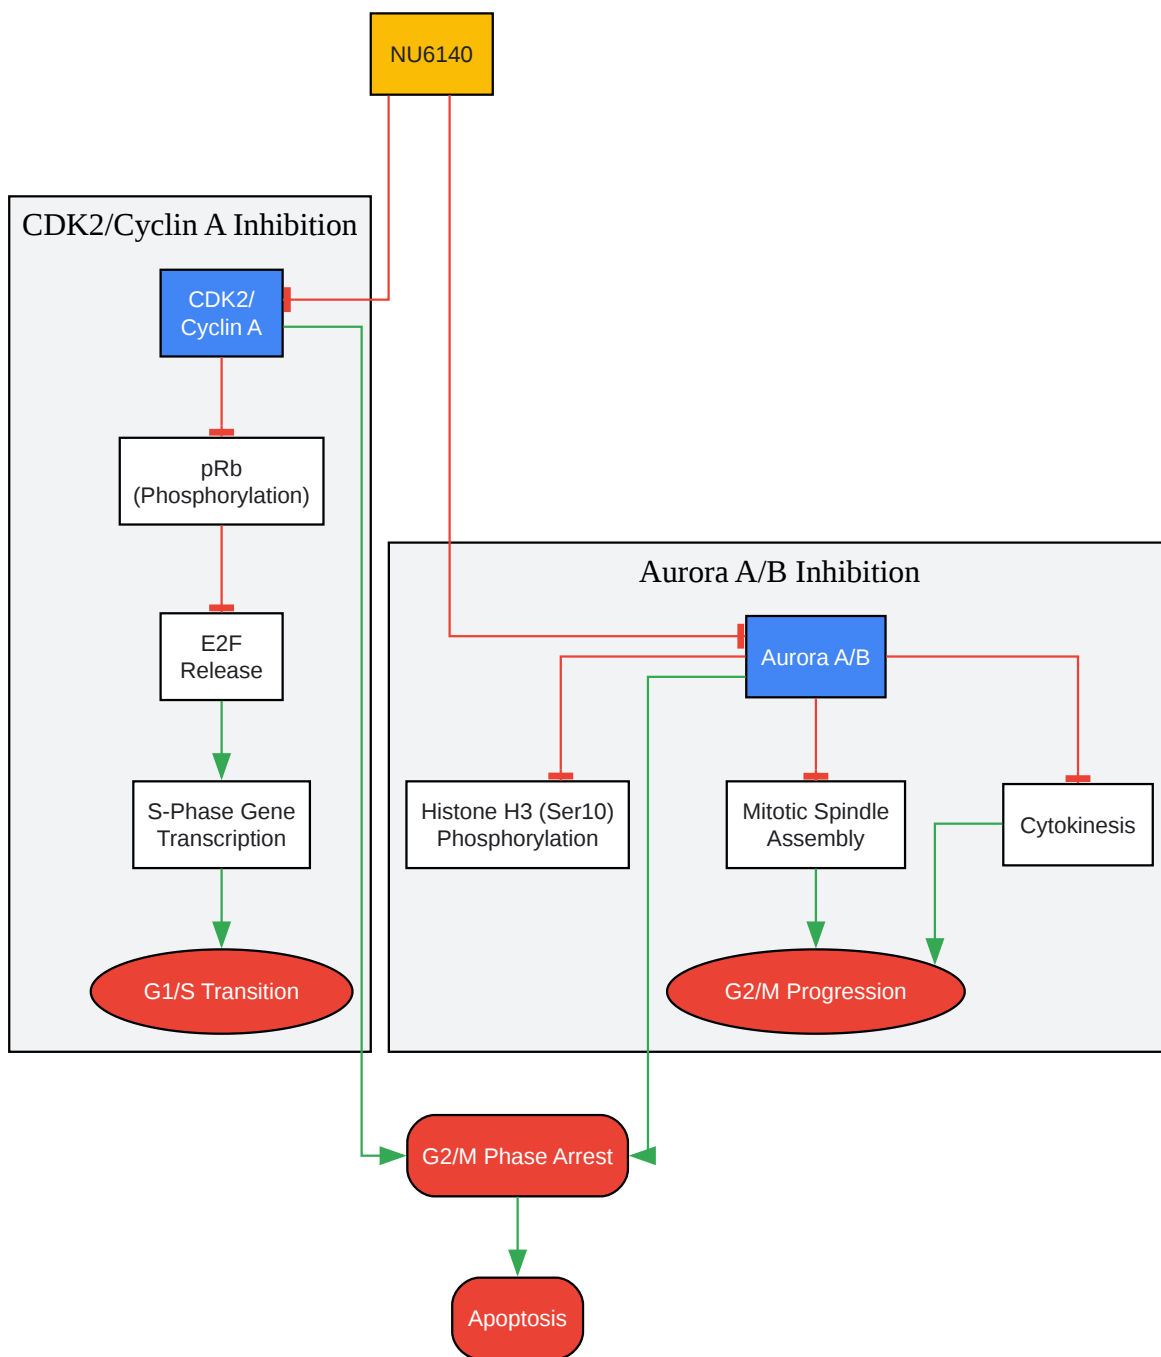 NU6140
CDK2/Cyclin A Inhibition
CDK2/
Cyclin A
pRb
(Phosphorylation)
E2F
Release
S-Phase Gene
Transcription
G1/S Transition
Aurora A/B Inhibition
Aurora A/B
Histone H3 (Ser10)
Phosphorylation
Mitotic Spindle
Assembly
Cytokinesis
G2/M Progression
G2/M Phase Arrest
Apoptosis